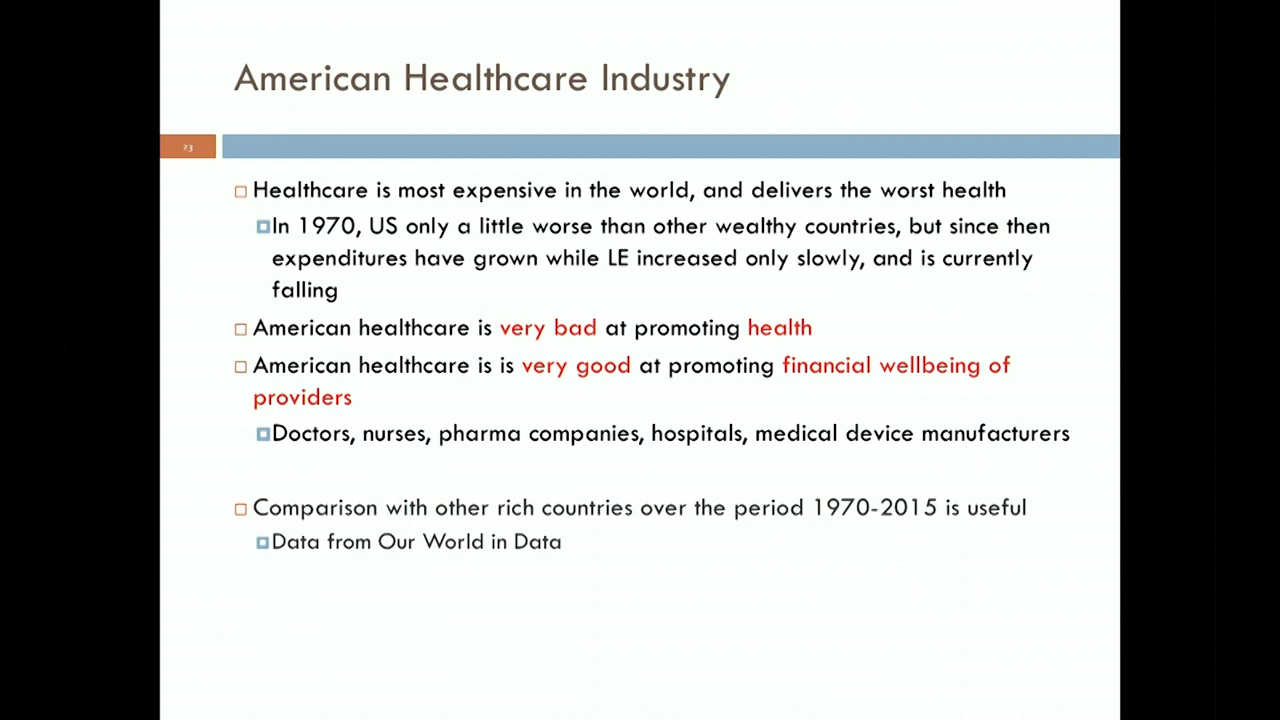 American Healthcare Industry
23
Healthcare is most expensive in the world, and delivers the worst health
In 1970, US only a little worse than other wealthy countries, but since then
expenditures have grown while LE increased only slowly, and is currently
falling
American healthcare is very bad at promoting health
American healthcare is is very good at promoting financial wellbeing of
providers
Doctors, nurses, pharma companies, hospitals, medical device manufacturers
Comparison with other rich countries over the period 1970-2015 is useful
Data from Our World in Data